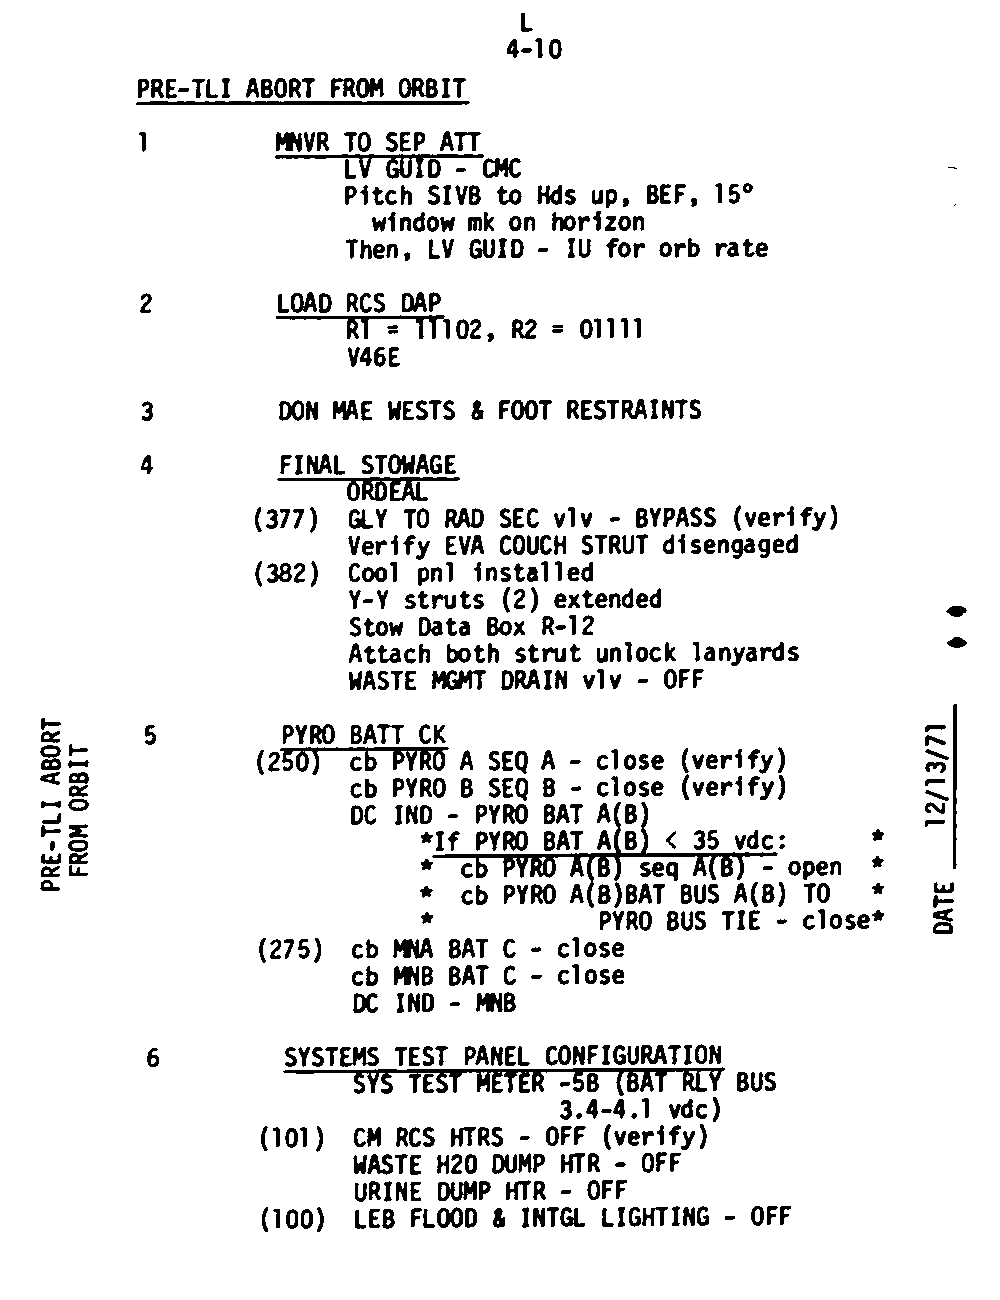 L
4-10
PRE-TLI ABORT FROM ORBIT
1 MNVR TO SEP ATT
LV GUID - CMC
Pitch SIVB to Hds up, BEF, 15°
window mk on horizon
Then, LV GUID - IU for orb rate
2 LOAD RCS DAP
R1 = 11102, R2 = 01111
V46E
3 DON MAE WESTS & FOOT RESTRAINTS
4 FINAL STOWAGE
ORDEAL
(377) GLY TO RAD SEC vlv - BYPASS (verify)
Verify EVA COUCH STRUT disengaged
(382) Cool pnl installed
Y-Y struts (2) extended
Stow Data Box R-12
Attach both strut unlock lanyards
WASTE MGMT DRAIN vlv - OFF
5 PYRO BATT CK
(250) cb PYRO A SEQ A - close (verify)
cb PYRO B SEQ B - close (verify)
DC IND - PYRO BAT A(B)
*If PYRO BAT A(B) < 35 vdc: *
* cb PYRO A(B) seq A(B) - open *
* cb PYRO A(B)BAT BUS A(B) TO *
* PYRO BUS TIE - close*
(275) cb MNA BAT C - close
cb MNB BAT C - close
DC IND - MNB
6 SYSTEMS TEST PANEL CONFIGURATION
SYS TEST METER -5B (BAT RLY BUS
3.4-4.1 vdc)
(101) CM RCS HTRS - OFF (verify)
WASTE H2O DUMP HTR - OFF
URINE DUMP HTR - OFF
(100) LEB FLOOD & INTGL LIGHTING - OFF
PRE-TLI ABORT
FROM ORBIT
DATE 12/13/71